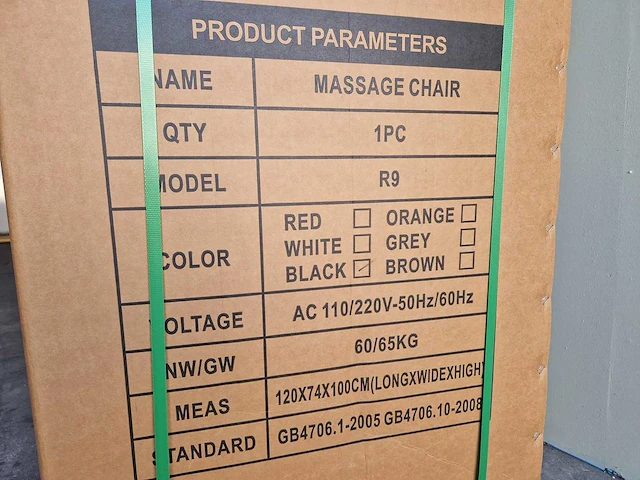 PRODUCT PARAMETERS
NAME MASSAGE CHAIR
QTY 1PC
MODEL R9
COLOR
RED ☐ ORANGE ☐
WHITE ☐ GREY ☐
BLACK ☑ BROWN ☐
VOLTAGE AC 110/220V-50Hz/60Hz
NW/GW 60/65KG
MEAS 120X74X100CM(LONGXWIDEXHIGH)
STANDARD GB4706.1-2005 GB4706.10-2008